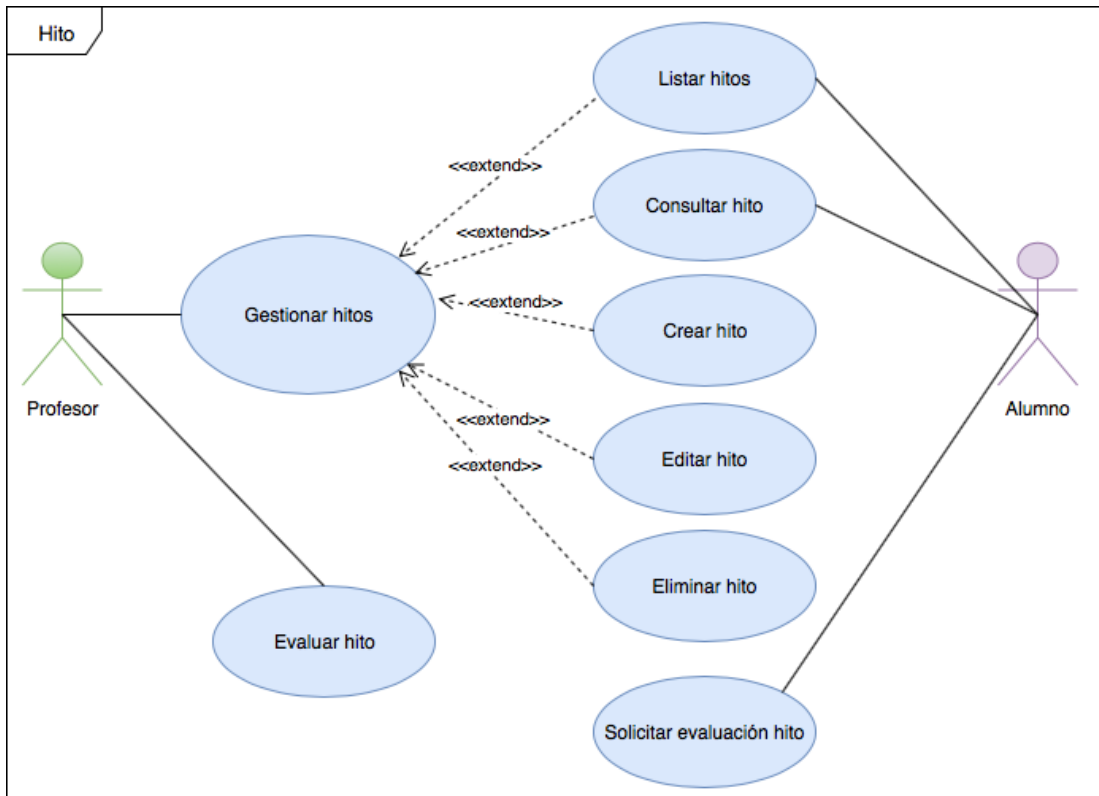 Hito
Listar hitos
<<extend>>
Consultar hito
<<extend>>
Gestionar hitos
<<extend>>
Crear hito
Profesor
Alumno
<<extend>>
Editar hito
<<extend>>
Eliminar hito
Evaluar hito
Solicitar evaluación hito